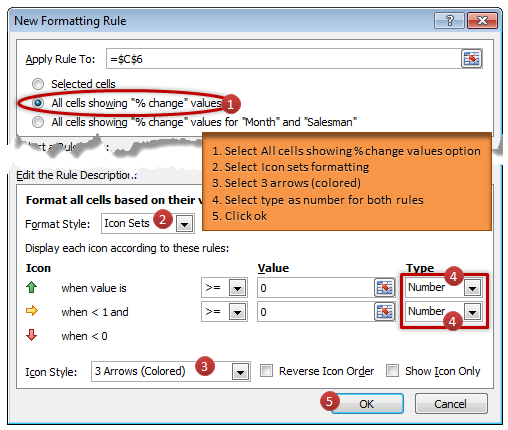 New Formatting Rule
Apply Rule To: =$C$6
Selected cells
All cells showing "% change" values 1
All cells showing "% change" values for "Month" and "Salesman"
1. Select All cells showing % change values option
2. Select Icon sets formatting
3. Select 3 arrows (colored)
4. Select type as number for both rules
5. Click ok
Edit the Rule Description:
Format all cells based on their v
Format Style: Icon Sets 2
Display each icon according to these rules:
Icon Value Type
4
when value is >= 0 Number
when < 1 and >= 0 Number
4
when < 0
Icon Style: 3 Arrows (Colored) 3 Reverse Icon Order Show Icon Only
5 OK Cancel